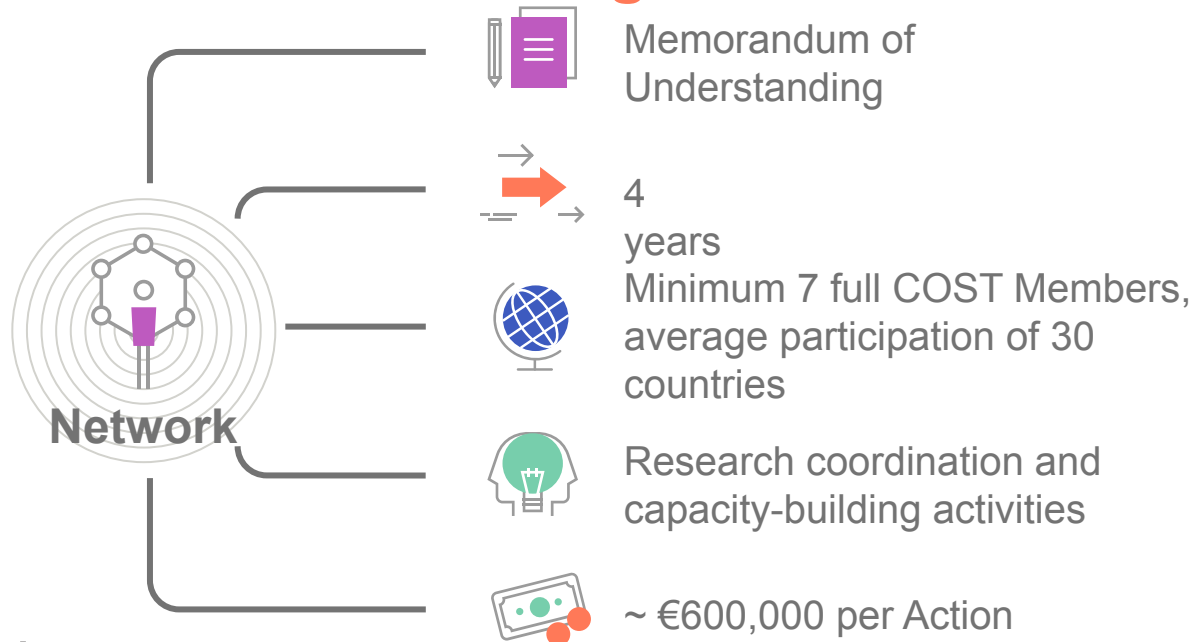 Memorandum of
Understanding
4
years
Minimum 7 full COST Members,
average participation of 30
countries
Network
Research coordination and
capacity-building activities
~ €600,000 per Action